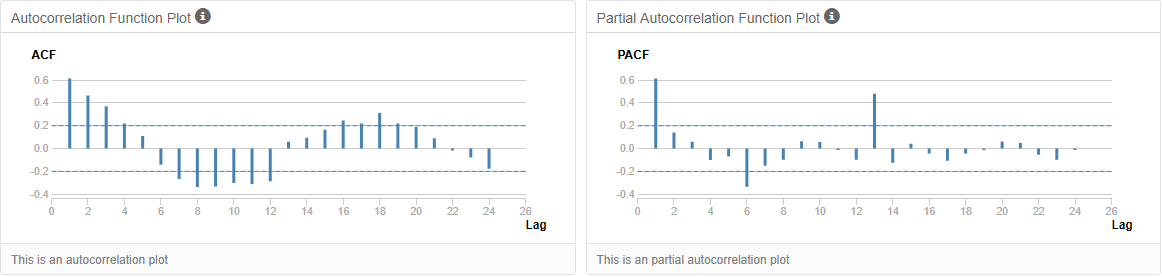 Autocorrelation Function Plot
ACF
0.6
0.4
0.2
0.0
-0.2
-0.4
0 2 4 6 8 10 12 14 16 18 20 22 24 26
Lag
This is an autocorrelation plot
Partial Autocorrelation Function Plot
PACF
0.6
0.4
0.2
0.0
-0.2
-0.4
0 2 4 6 8 10 12 14 16 18 20 22 24 26
Lag
This is an partial autocorrelation plot